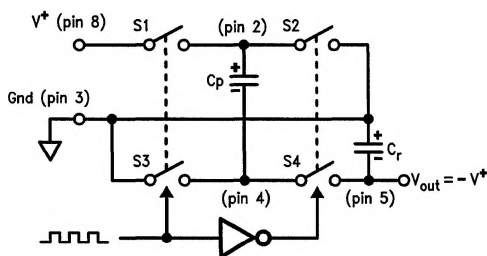 V⁺ (pin 8)
S1
(pin 2)
S2
+
Cp
−
Gnd (pin 3)
S3
S4
+
Cᵣ
−
(pin 4)
(pin 5)
Vout = −V⁺